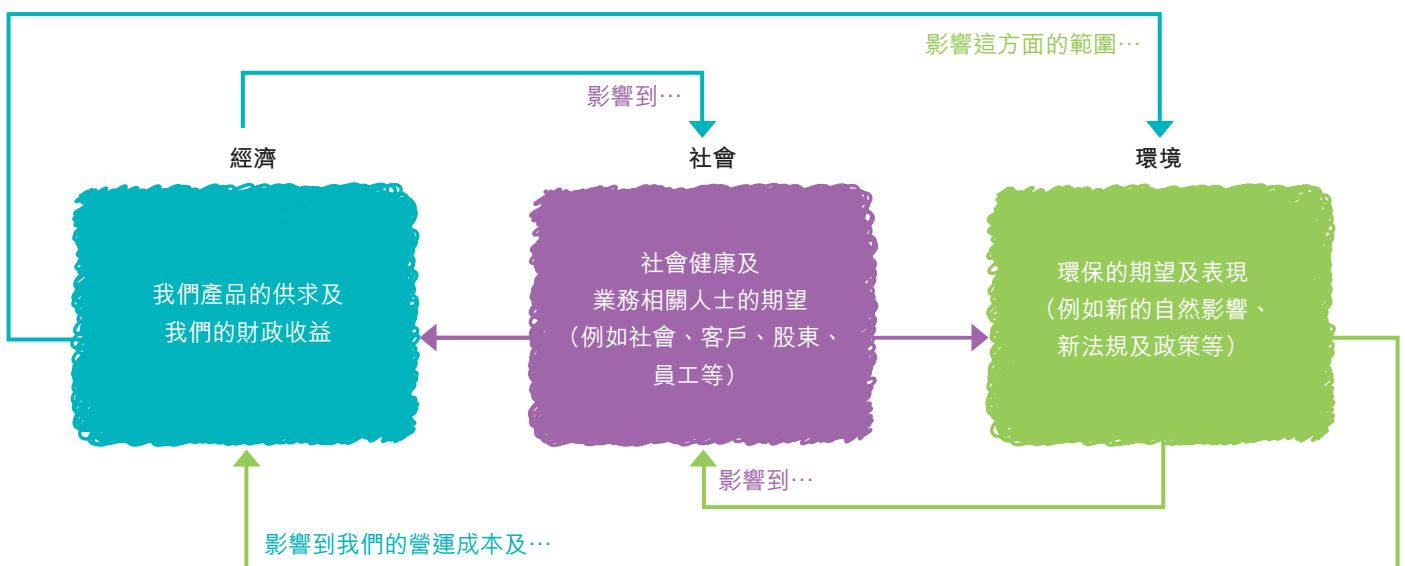 影響這方面的範圍⋯
影響到⋯
經濟
社會
環境
我們產品的供求及
我們的財政收益
社會健康及
業務相關人士的期望
（例如社會、客戶、股東、
員工等）
環保的期望及表現
（例如新的自然影響、
新法規及政策等）
影響到⋯
影響到我們的營運成本及⋯